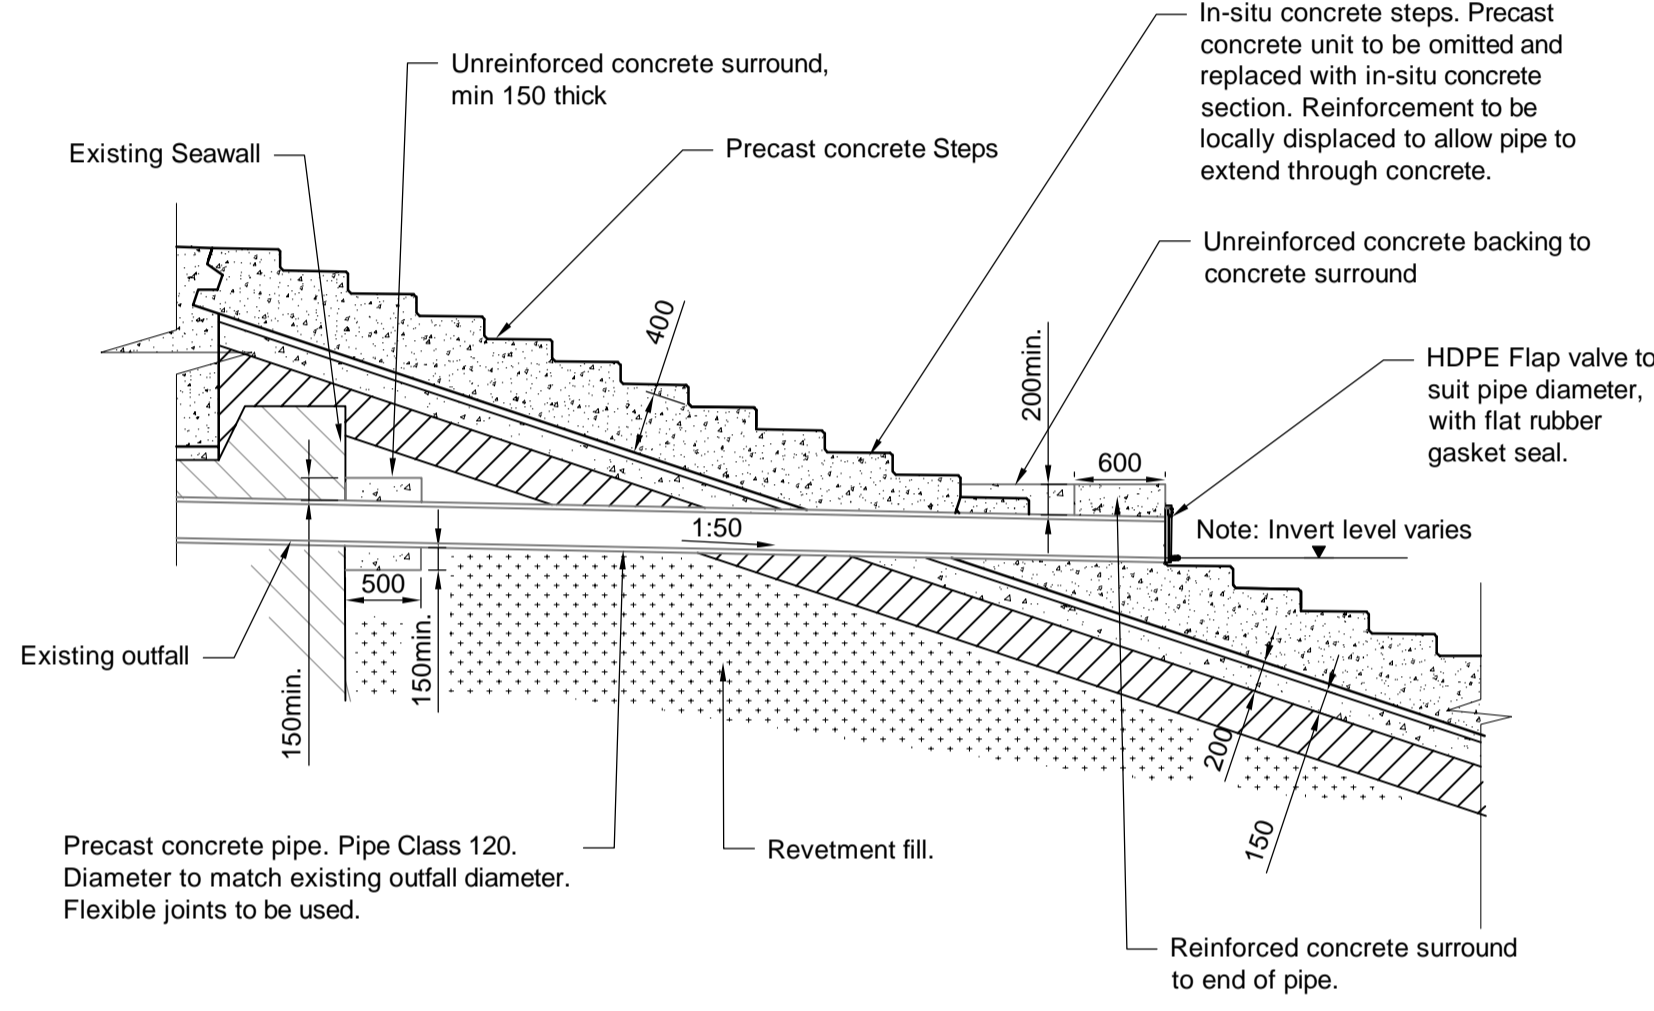 In-situ concrete steps. Precast
concrete unit to be omitted and
replaced with in-situ concrete
section. Reinforcement to be
locally displaced to allow pipe to
extend through concrete.
Unreinforced concrete surround,
min 150 thick
Existing Seawall
Precast concrete Steps
Unreinforced concrete backing to
concrete surround
400
200min.
HDPE Flap valve to
suit pipe diameter,
with flat rubber
gasket seal.
600
1:50
Note: Invert level varies
500
Existing outfall
150min.
150min.
200
150
Precast concrete pipe. Pipe Class 120.
Diameter to match existing outfall diameter.
Flexible joints to be used.
Revetment fill.
Reinforced concrete surround
to end of pipe.